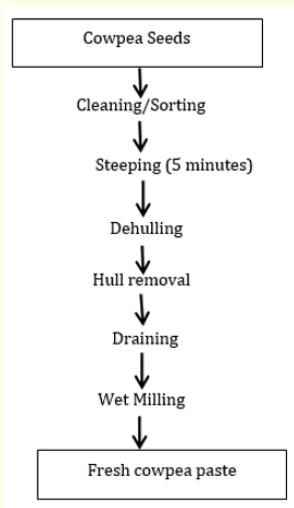 Cowpea Seeds
Cleaning/Sorting
Steeping (5 minutes)
Dehulling
Hull removal
Draining
Wet Milling
Fresh cowpea paste